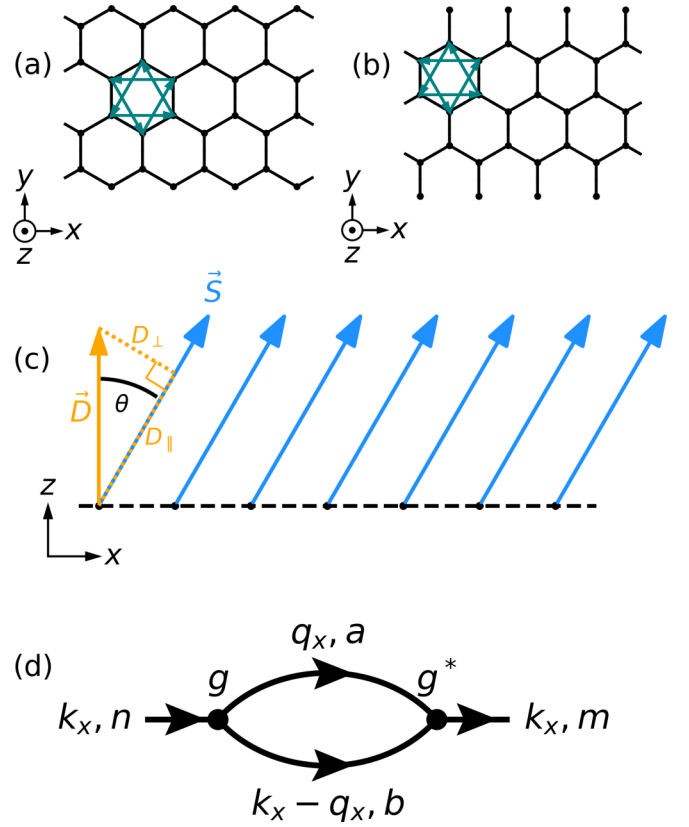 (a)
y
x
z
(b)
y
x
z
(c)
S⃗
D⊥
D⃗
θ
D∥
z
x
(d)
qₓ, a
g
g*
kₓ, n
kₓ, m
kₓ − qₓ, b